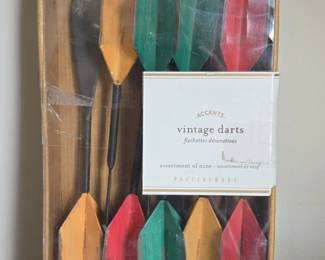 ACCENTS
vintage darts
fléchettes décoratives
assortment of nine • assortiment de neuf
POTTERY BARN